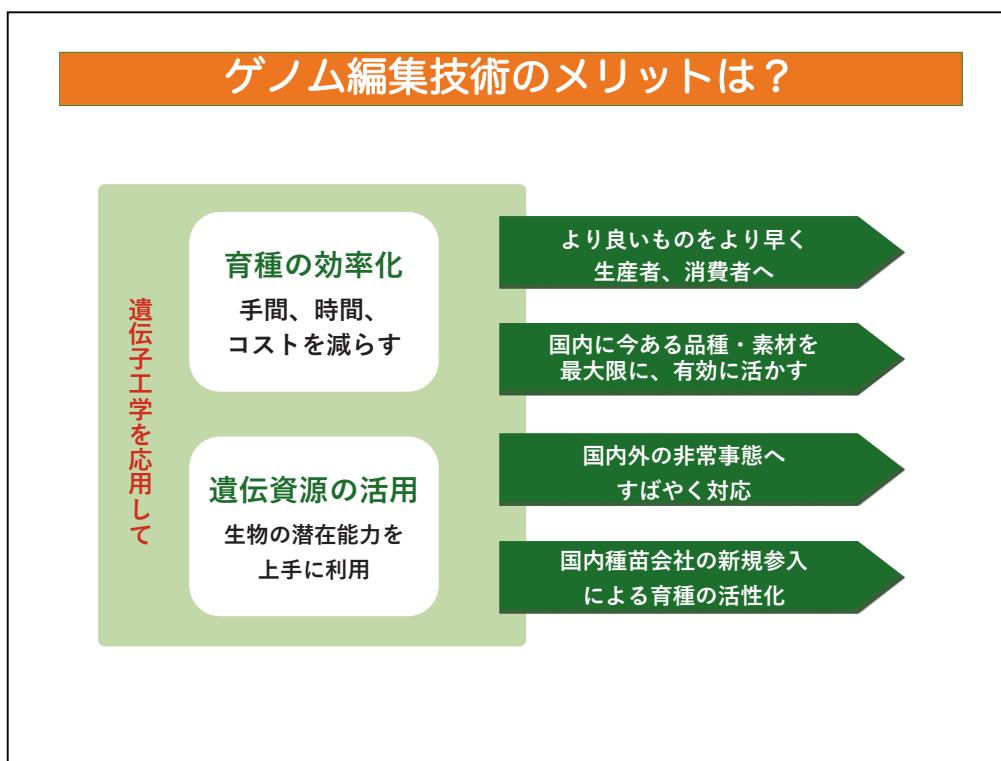 ゲノム編集技術のメリットは？
遺伝子工学を応用して
育種の効率化
手間、時間、
コストを減らす
遺伝資源の活用
生物の潜在能力を
上手に利用
より良いものをより早く
生産者、消費者へ
国内に今ある品種・素材を
最大限に、有効に活かす
国内外の非常事態へ
すばやく対応
国内種苗会社の新規参入
による育種の活性化